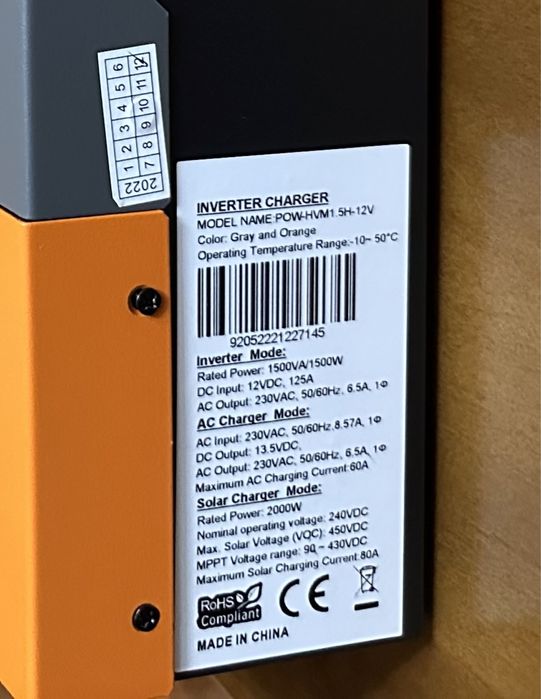 1 2 3 4 5 6
7 8 9 10 11 12
2022
INVERTER CHARGER
MODEL NAME:POW-HVM1.5H-12V
Color: Gray and Orange
Operating Temperature Range:-10~ 50°C
92052221227145
Inverter Mode:
Rated Power: 1500VA/1500W
DC Input: 12VDC, 125A
AC Output: 230VAC, 50/60Hz, 6.5A, 1Φ
AC Charger Mode:
AC Input: 230VAC, 50/60Hz,8.57A, 1Φ
DC Output: 13.5VDC,
AC Output: 230VAC, 50/60Hz, 6.5A, 1Φ
Maximum AC Charging Current:60A
Solar Charger Mode:
Rated Power: 2000W
Nominal operating voltage: 240VDC
Max. Solar Voltage (VOC): 450VDC
MPPT Voltage range: 90 ~ 430VDC
Maximum Solar Charging Current:80A
RoHS
Compliant
CE
MADE IN CHINA